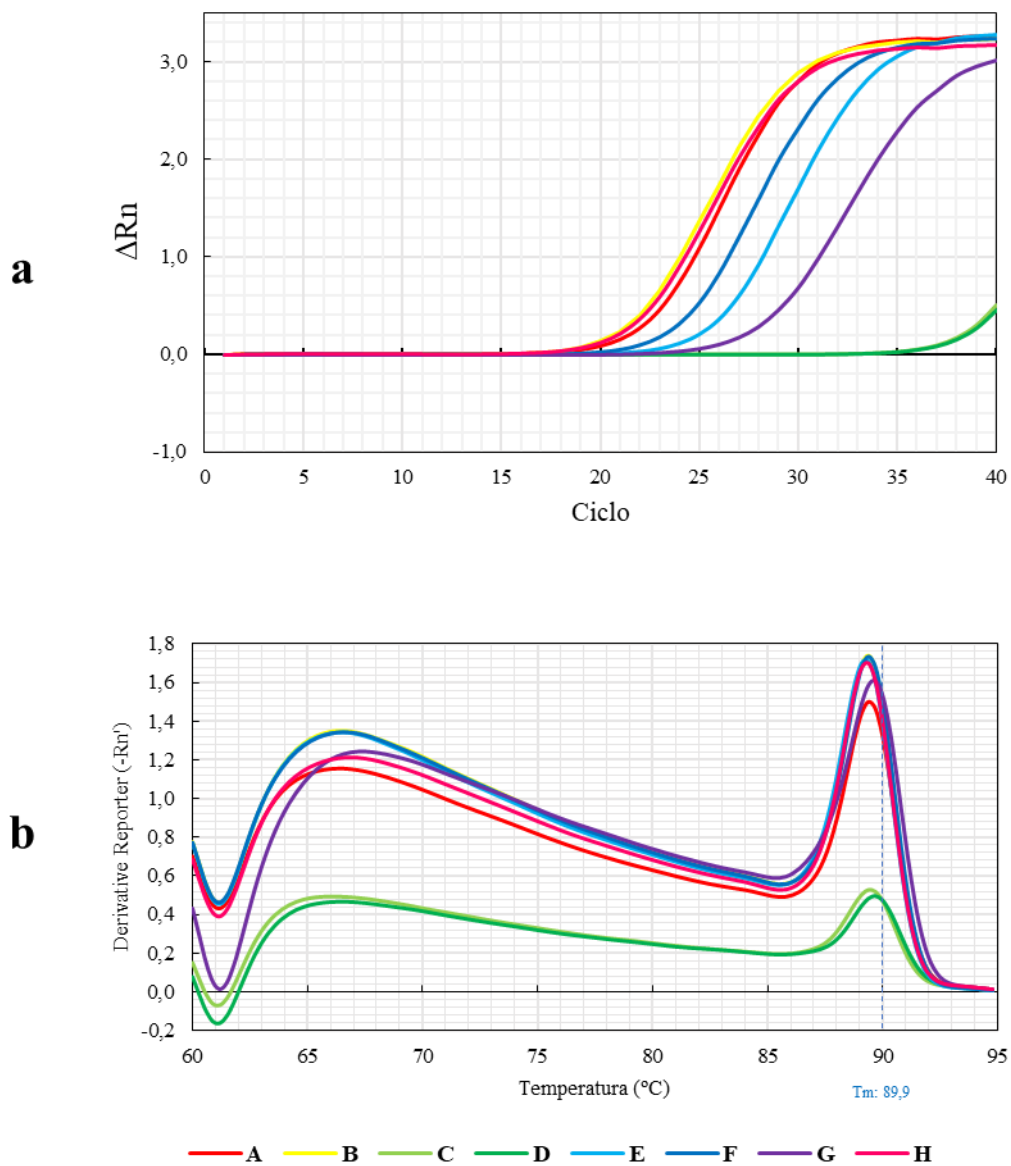 a
ΔRn
3,0
2,0
1,0
0,0
-1,0
0 5 10 15 20 25 30 35 40
Ciclo
b
Derivative Reporter (-Rn')
1,8
1,6
1,4
1,2
1,0
0,8
0,6
0,4
0,2
0,0
-0,2
60 65 70 75 80 85 90 95
Temperatura (°C)
Tm: 89,9
A B C D E F G H